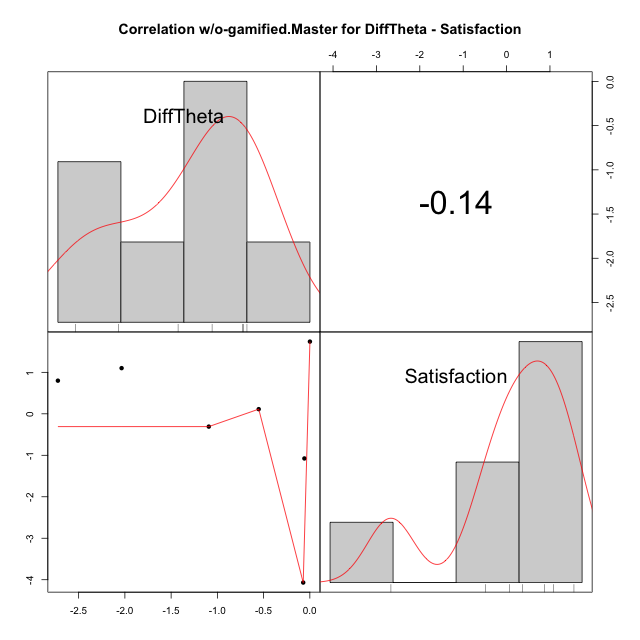 Correlation w/o-gamified.Master for DiffTheta - Satisfaction
-4 -3 -2 -1 0 1
DiffTheta
-0.14
0.0
-0.5
-1.0
-1.5
-2.0
-2.5
Satisfaction
1
0
-1
-2
-3
-4
-2.5 -2.0 -1.5 -1.0 -0.5 0.0